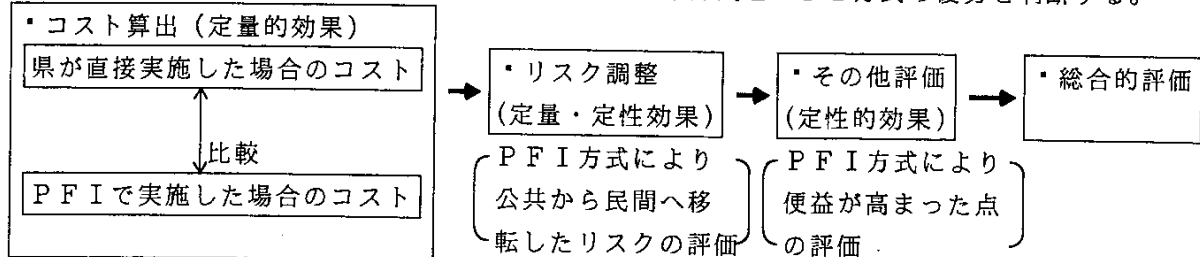 ・コスト算出（定量的効果）
県が直接実施した場合のコスト
比較
ＰＦＩで実施した場合のコスト
・リスク調整
（定量・定性効果）
ＰＦＩ方式により
公共から民間へ移
転したリスクの評価
・その他評価
（定性的効果）
ＰＦＩ方式により
便益が高まった点
の評価
・総合的評価